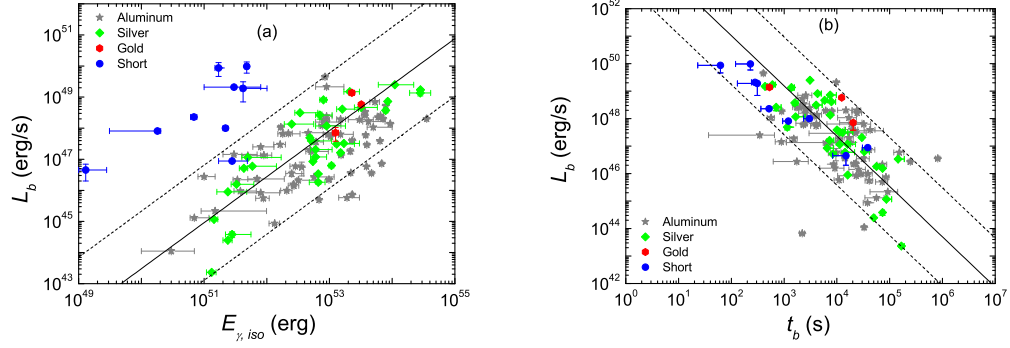 (a)
Aluminum
Silver
Gold
Short
10^51
10^49
10^47
10^45
10^43
L_b (erg/s)
10^49 10^51 10^53 10^55
E_γ, iso (erg)
(b)
10^52
10^50
10^48
10^46
10^44
10^42
L_b (erg/s)
Aluminum
Silver
Gold
Short
10^0 10^1 10^2 10^3 10^4 10^5 10^6 10^7
t_b (s)